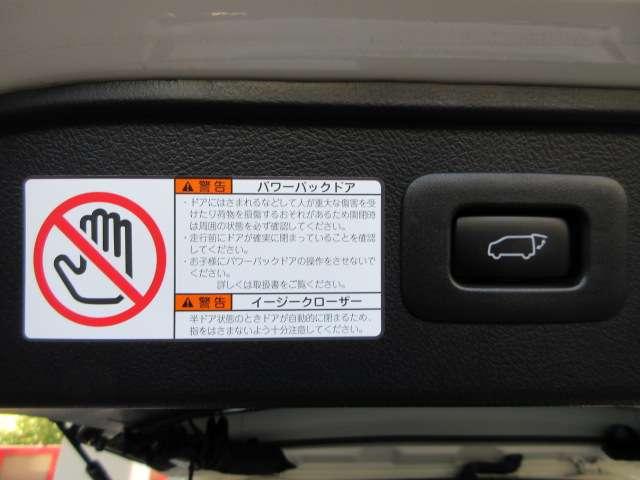 警告 パワーバックドア
・ドアにはさまれるなどして人が重大な傷害を受
けたり荷物を損傷するおそれがあるため開閉時
は周囲の状態を必ず確認してください。
・走行前にドアが確実に閉まっていることを確認
してください。
・お子様にパワーバックドアの操作をさせないで
ください。
詳しくは取扱書をご覧ください。
警告 イージークローザー
半ドア状態のときドアが自動的に閉まるため、
指をはさまないよう十分注意してください。